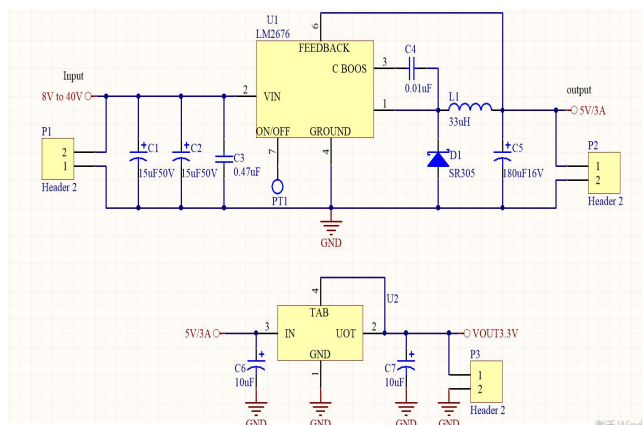 U1
LM2676
6
FEEDBACK
C BOOS
3
C4
0.01uF
Input
8V to 40V
2
VIN
1
L1
33uH
output
5V/3A
P1
2
1
Header 2
C1
15uF50V
C2
15uF50V
C3
0.47uF
ON/OFF
GROUND
7
4
PT1
D1
SR305
C5
180uF16V
P2
1
2
Header 2
GND
4
U2
TAB
5V/3A
3
IN
UOT
2
VOUT3.3V
GND
1
C6
10uF
C7
10uF
P3
1
2
Header 2
GND
GND
GND
GND
激活 Wind